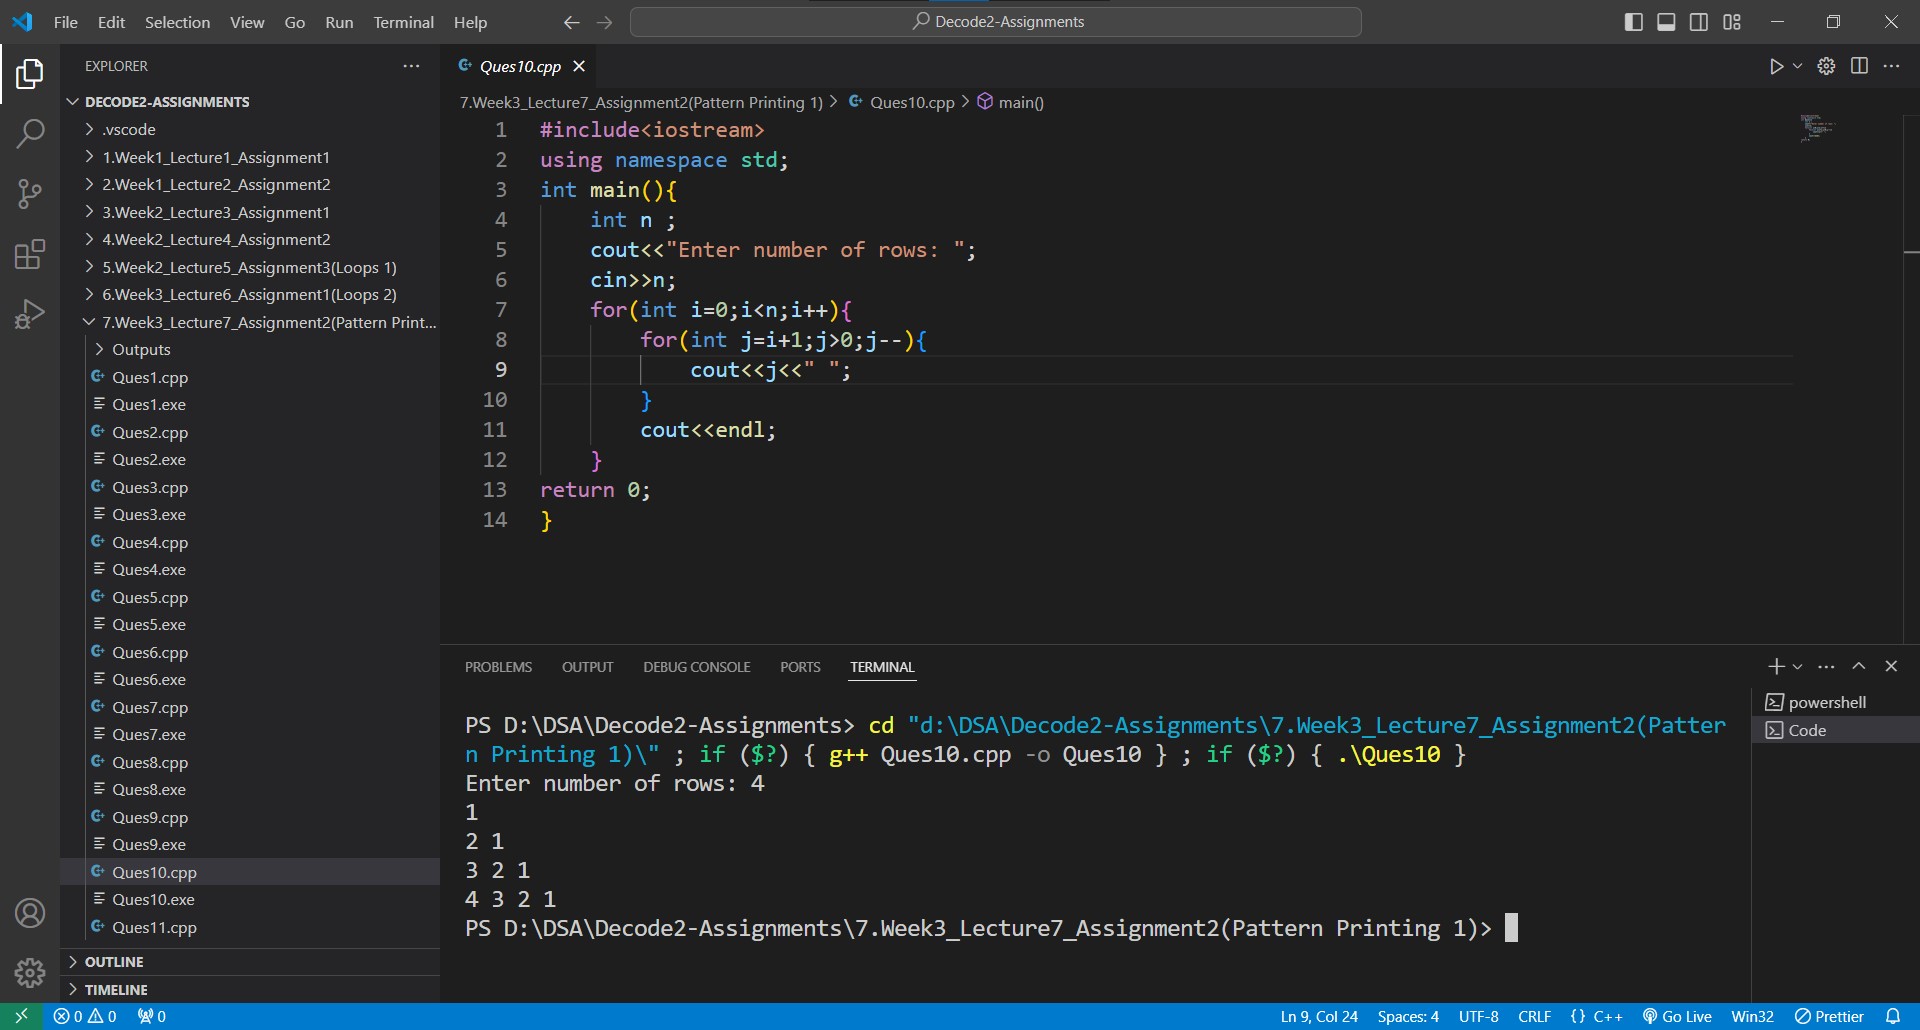 File Edit Selection View Go Run Terminal Help
Decode2-Assignments
EXPLORER
DECODE2-ASSIGNMENTS
.vscode
1.Week1_Lecture1_Assignment1
2.Week1_Lecture2_Assignment2
3.Week2_Lecture3_Assignment1
4.Week2_Lecture4_Assignment2
5.Week2_Lecture5_Assignment3(Loops 1)
6.Week3_Lecture6_Assignment1(Loops 2)
7.Week3_Lecture7_Assignment2(Pattern Print...
Outputs
Ques1.cpp
Ques1.exe
Ques2.cpp
Ques2.exe
Ques3.cpp
Ques3.exe
Ques4.cpp
Ques4.exe
Ques5.cpp
Ques5.exe
Ques6.cpp
Ques6.exe
Ques7.cpp
Ques7.exe
Ques8.cpp
Ques8.exe
Ques9.cpp
Ques9.exe
Ques10.cpp
Ques10.exe
Ques11.cpp
OUTLINE
TIMELINE
Ques10.cpp
7.Week3_Lecture7_Assignment2(Pattern Printing 1) > Ques10.cpp > main()
1 #include<iostream>
2 using namespace std;
3 int main(){
4 int n ;
5 cout<<"Enter number of rows: ";
6 cin>>n;
7 for(int i=0;i<n;i++){
8 for(int j=i+1;j>0;j--){
9 cout<<j<<" ";
10 }
11 cout<<endl;
12 }
13 return 0;
14 }
PROBLEMS OUTPUT DEBUG CONSOLE PORTS TERMINAL
PS D:\DSA\Decode2-Assignments> cd "d:\DSA\Decode2-Assignments\7.Week3_Lecture7_Assignment2(Patter
n Printing 1)\" ; if ($?) { g++ Ques10.cpp -o Ques10 } ; if ($?) { .\Ques10 }
Enter number of rows: 4
1
2 1
3 2 1
4 3 2 1
PS D:\DSA\Decode2-Assignments\7.Week3_Lecture7_Assignment2(Pattern Printing 1)>
powershell
Code
0 0 0
Ln 9, Col 24 Spaces: 4 UTF-8 CRLF {} C++ Go Live Win32 Prettier